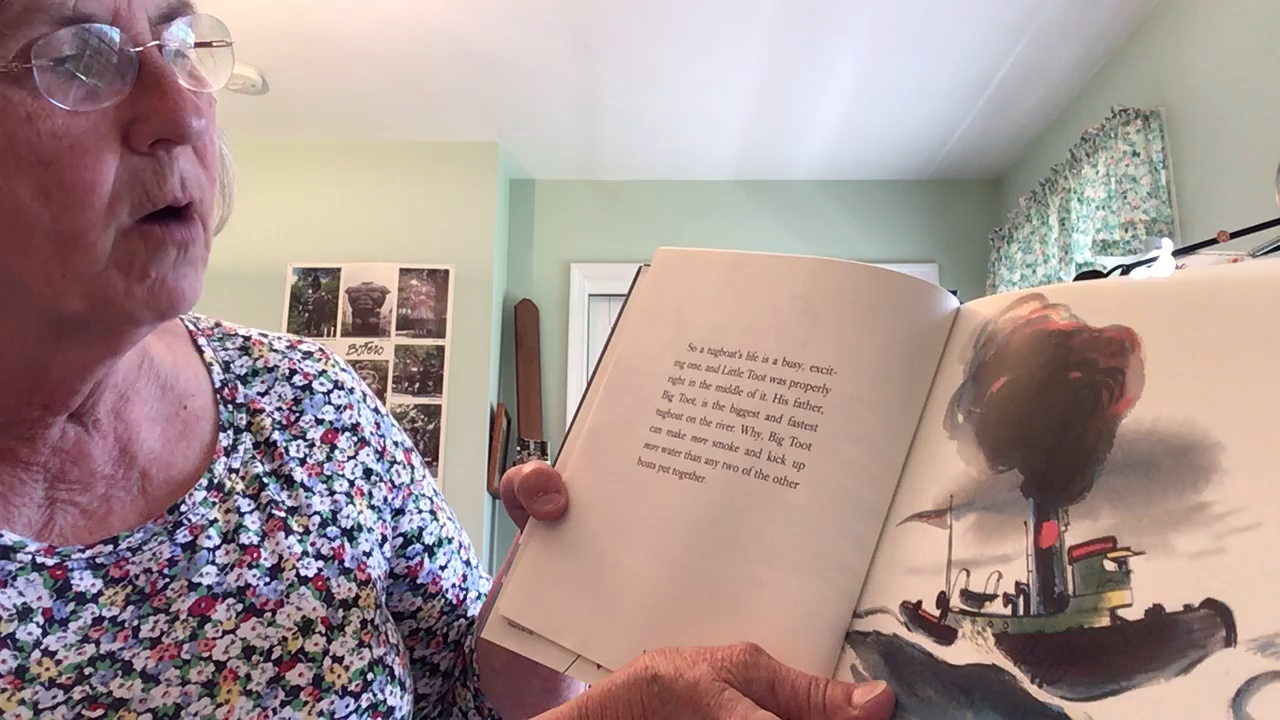 BOTERO
So a tugboat's life is a busy, excit-
ing one, and Little Toot was properly
right in the middle of it. His father,
Big Toot, is the biggest and fastest
tugboat on the river. Why, Big Toot
can make more smoke and kick up
more water than any two of the other
boats put together.